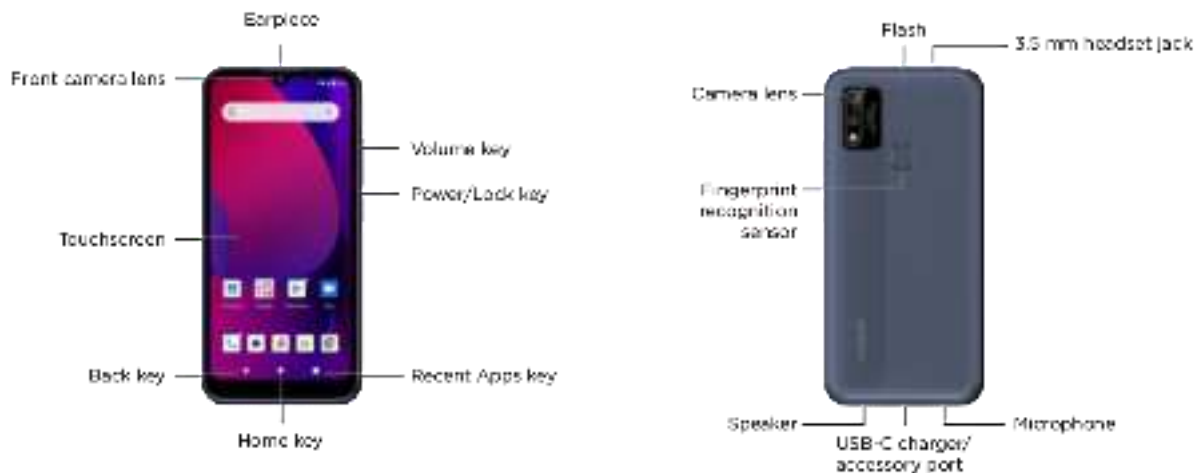 Earpiece
Front camera lens
Volume key
Power/Lock key
Touchscreen
Back key
Recent Apps key
Home key
Flash
3.5 mm headset jack
Camera lens
Fingerprint
recognition
sensor
Speaker
Microphone
USB-C charger/
accessory port